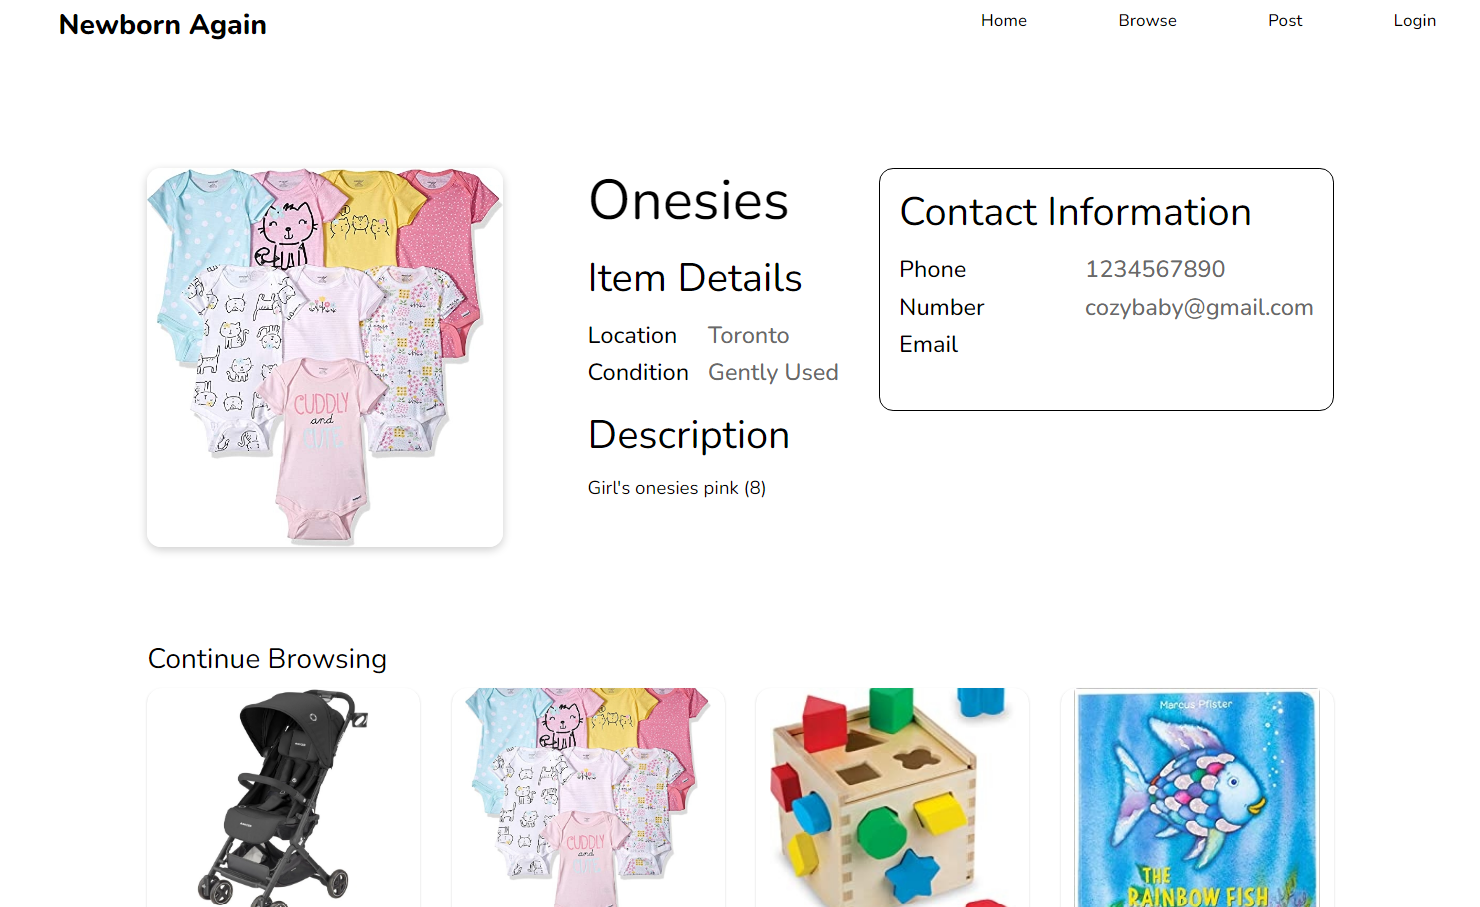 Newborn Again
Home Browse Post Login
Onesies
Item Details
Location Toronto
Condition Gently Used
Description
Girl's onesies pink (8)
Contact Information
Phone 1234567890
Number cozybaby@gmail.com
Email
CUDDLY
and
CUTE
Continue Browsing
CUDDLY
and
Marcus Pfister
THE
RAINBOW FISH